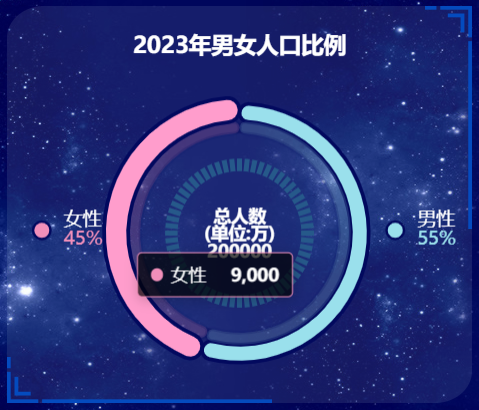 2023年男女人口比例
总人数
(单位:万)
200000
女性
45%
男性
55%
女性 9,000